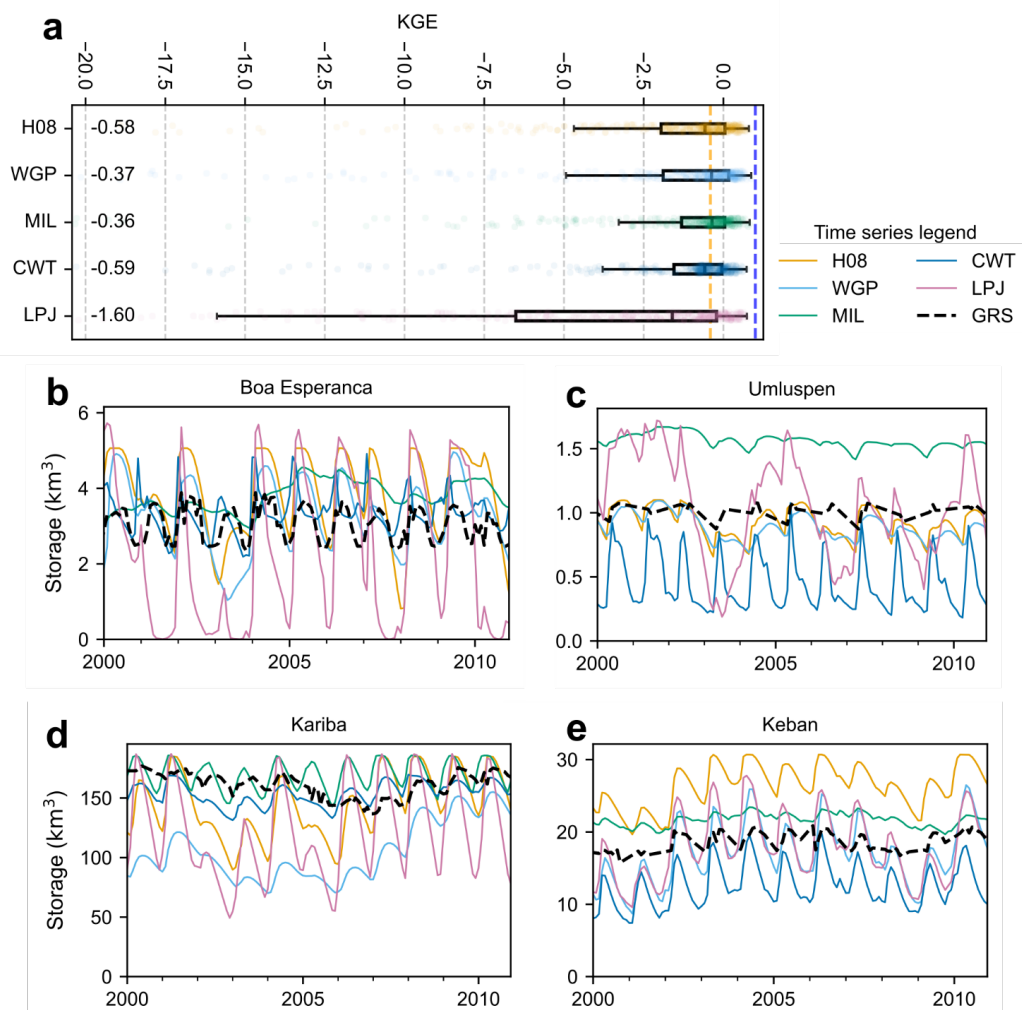 a
KGE
−20.0 −17.5 −15.0 −12.5 −10.0 −7.5 −5.0 −2.5 0.0
H08 -0.58
WGP -0.37
MIL -0.36
CWT -0.59
LPJ -1.60
Time series legend
H08 CWT
WGP LPJ
MIL GRS
b
Boa Esperanca
Storage (km³)
6
4
2
0
2000 2005 2010
c
Umluspen
1.5
1.0
0.5
0.0
2000 2005 2010
d
Kariba
Storage (km³)
150
100
50
0
2000 2005 2010
e
Keban
30
20
10
0
2000 2005 2010